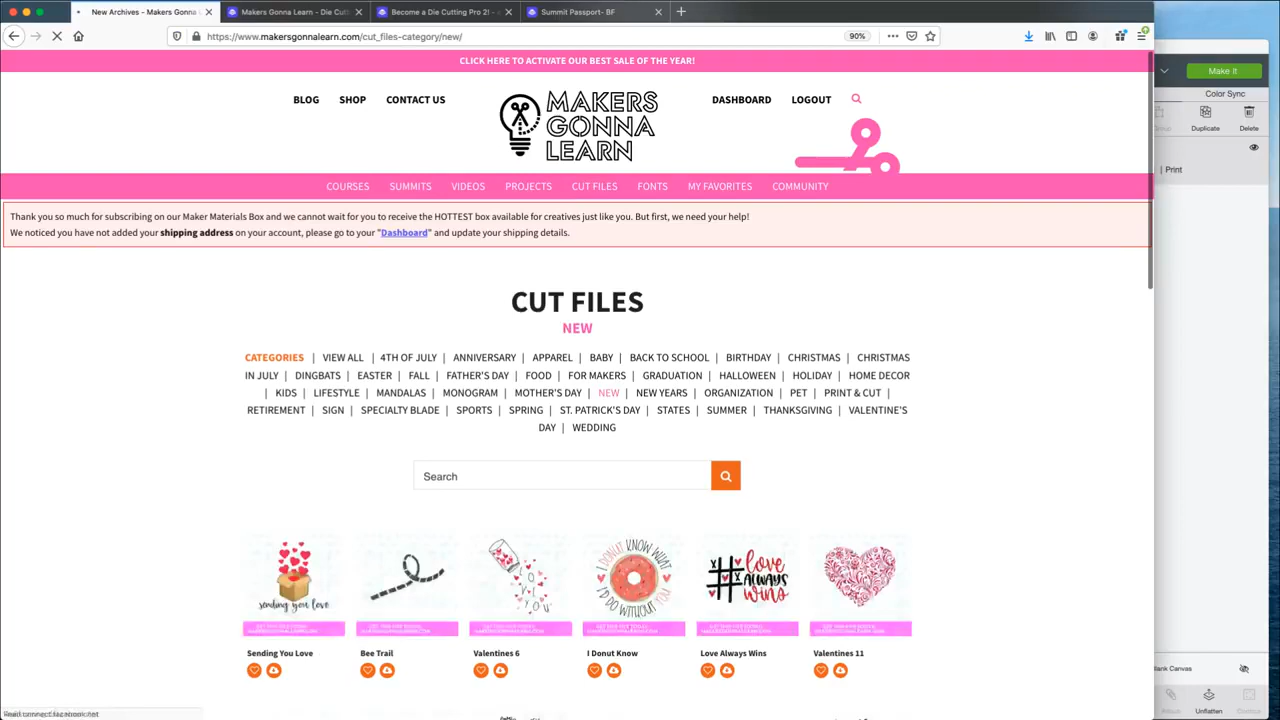 New Archives - Makers Gonna
Makers Gonna Learn - Die Cutt
Become a Die Cutting Pro 2! -
Summit Passport- BF
https://www.makersgonnalearn.com/cut_files-category/new/
90%
CLICK HERE TO ACTIVATE OUR BEST SALE OF THE YEAR!
BLOG SHOP CONTACT US
MAKERS GONNA LEARN
DASHBOARD LOGOUT
COURSES SUMMITS VIDEOS PROJECTS CUT FILES FONTS MY FAVORITES COMMUNITY
Thank you so much for subscribing on our Maker Materials Box and we cannot wait for you to receive the HOTTEST box available for creatives just like you. But first, we need your help!
We noticed you have not added your shipping address on your account, please go to your "Dashboard" and update your shipping details.
CUT FILES
NEW
CATEGORIES | VIEW ALL | 4TH OF JULY | ANNIVERSARY | APPAREL | BABY | BACK TO SCHOOL | BIRTHDAY | CHRISTMAS | CHRISTMAS
IN JULY | DINGBATS | EASTER | FALL | FATHER'S DAY | FOOD | FOR MAKERS | GRADUATION | HALLOWEEN | HOLIDAY | HOME DECOR
| KIDS | LIFESTYLE | MANDALAS | MONOGRAM | MOTHER'S DAY | NEW | NEW YEARS | ORGANIZATION | PET | PRINT & CUT |
RETIREMENT | SIGN | SPECIALTY BLADE | SPORTS | SPRING | ST. PATRICK'S DAY | STATES | SUMMER | THANKSGIVING | VALENTINE'S
DAY | WEDDING
Search
sending you love
I DONUT KNOW WHAT I'D DO WITHOUT YOU
#love ALWAYS wins
Sending You Love
Bee Trail
Valentines 6
I Donut Know
Love Always Wins
Valentines 11
Make It
Color Sync
Duplicate
Delete
| Print
lank Canvas
Unflatten